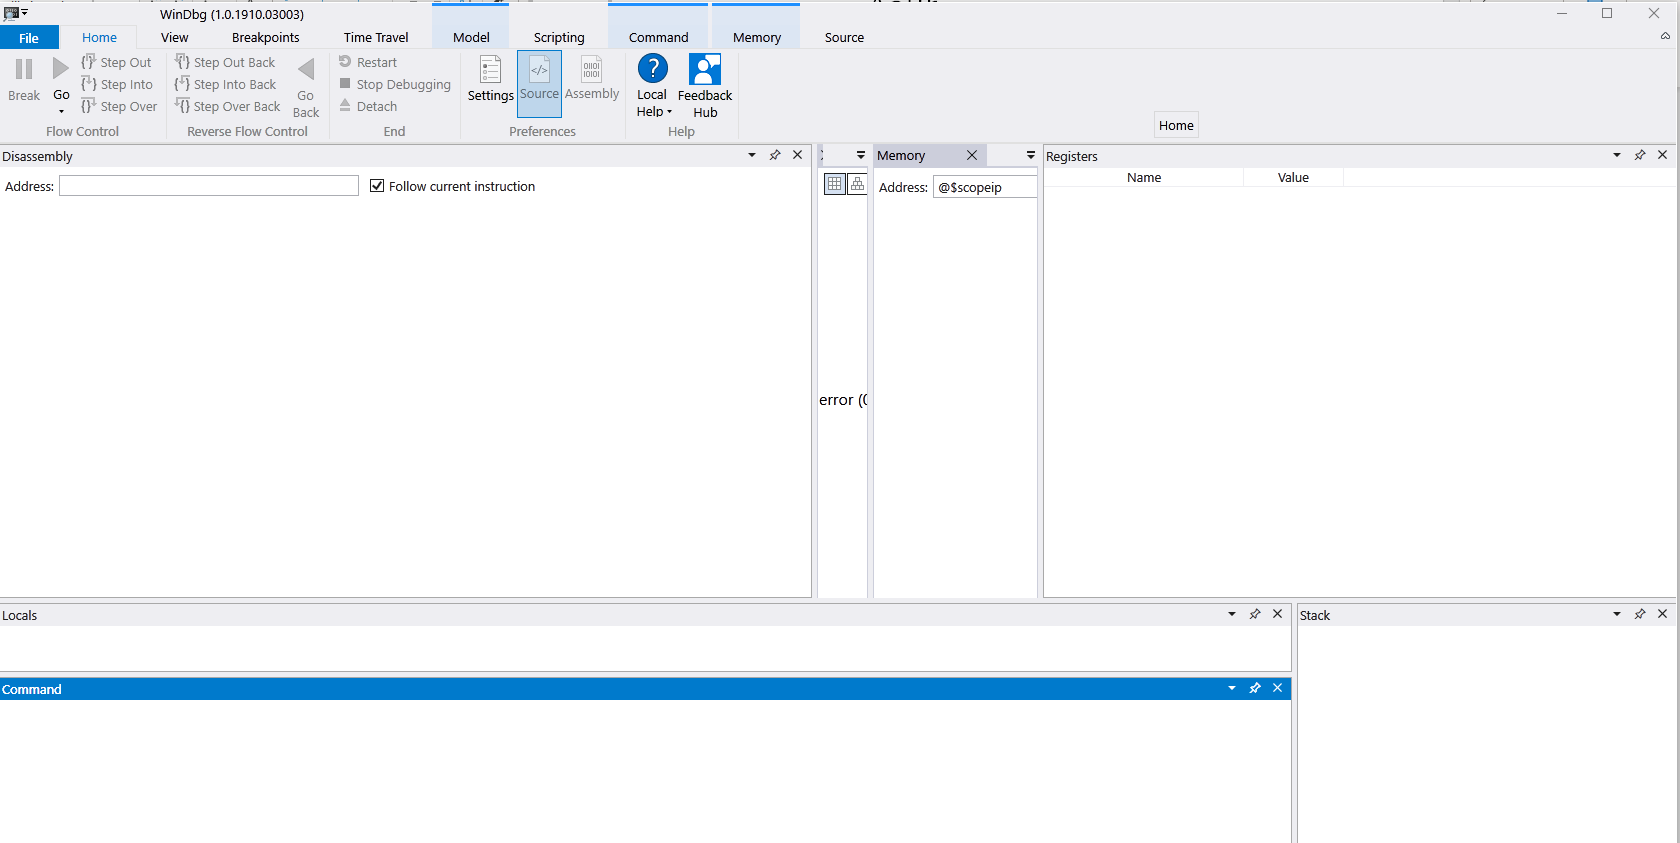 WinDbg (1.0.1910.03003)
File Home View Breakpoints Time Travel Model Scripting Command Memory Source
Break
Go
Step Out
Step Into
Step Over
Flow Control
Step Out Back
Step Into Back
Step Over Back
Go Back
Reverse Flow Control
Restart
Stop Debugging
Detach
End
Settings
Source
Assembly
Preferences
Local Help
Feedback Hub
Help
Home
Disassembly
Address:
Follow current instruction
error (
Memory
Address: @$scopeip
Registers
Name Value
Locals
Command
Stack